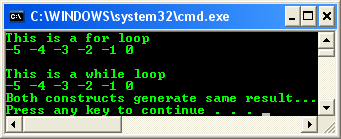 C:\WINDOWS\system32\cmd.exe
This is a for loop
-5 -4 -3 -2 -1 0
This is a while loop
-5 -4 -3 -2 -1 0
Both constructs generate same result...
Press any key to continue . . .